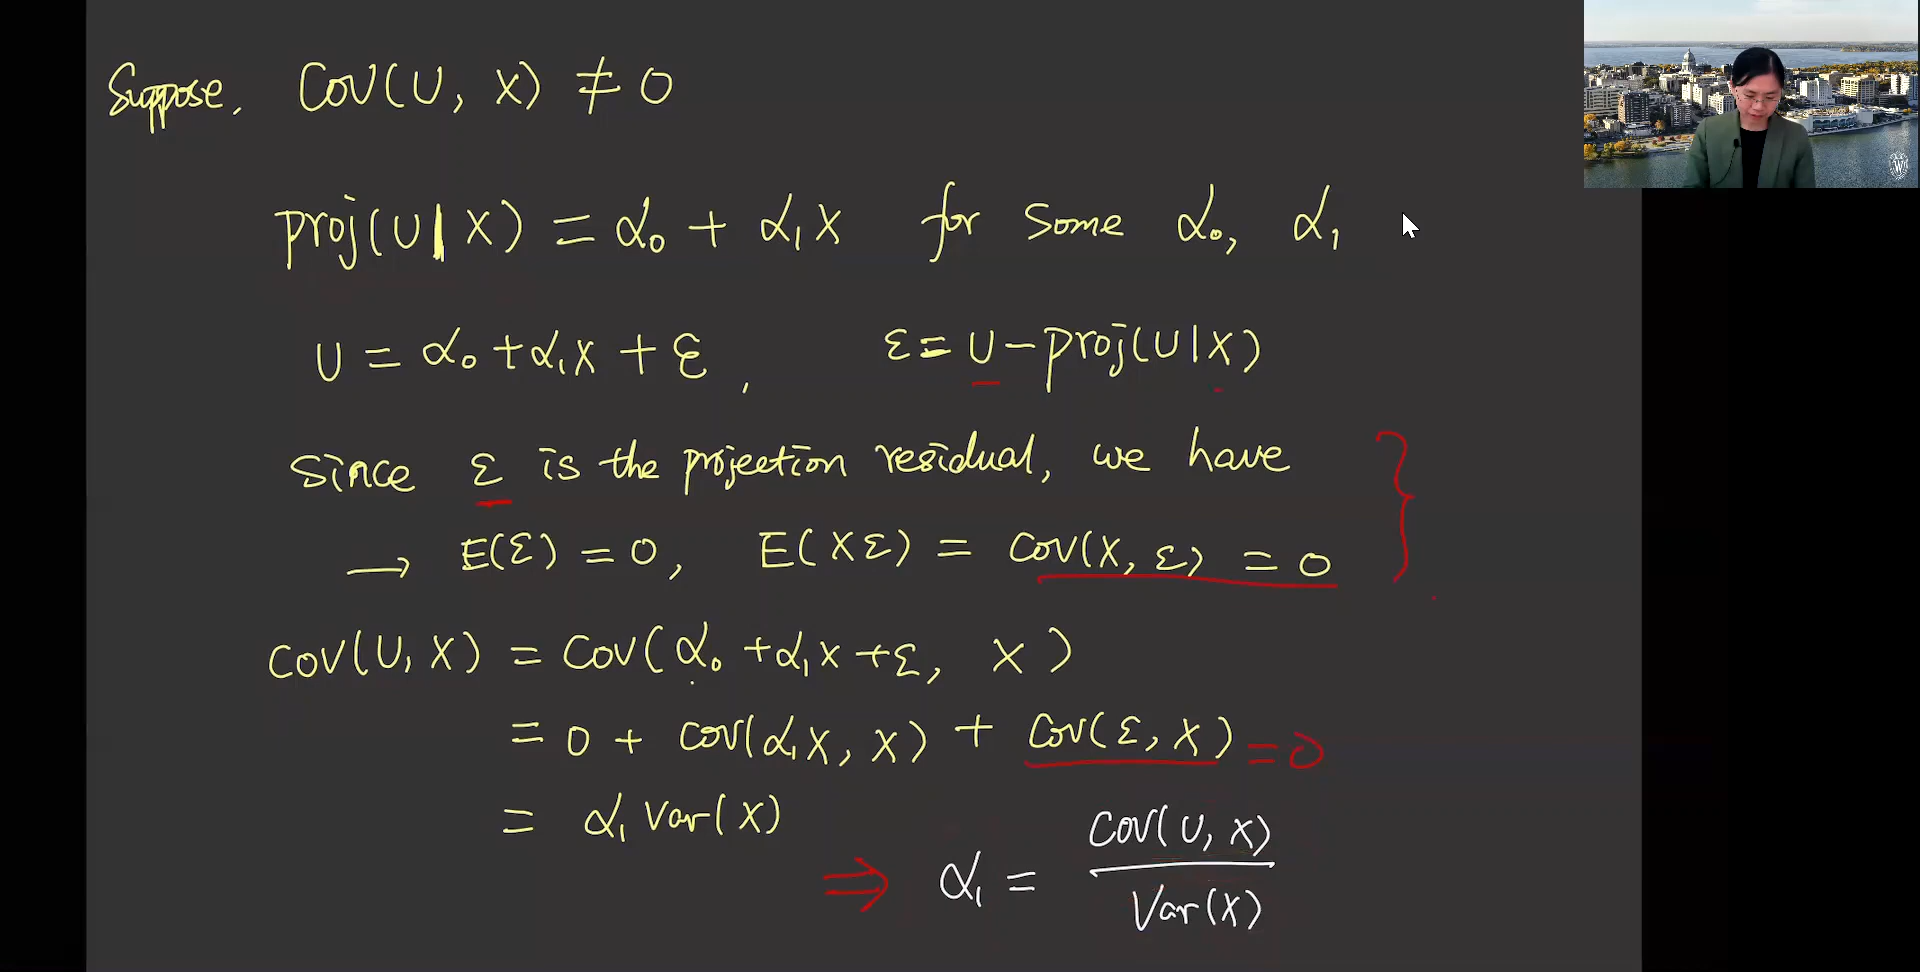 Suppose, Cov(U, X) ≠ 0
proj(U|X) = α₀ + α₁X for some α₀, α₁
U = α₀ + α₁X + ε, ε = U − proj(U|X)
Since ε is the projection residual, we have
→ E(ε) = 0, E(Xε) = Cov(X, ε) = 0
Cov(U, X) = Cov(α₀ + α₁X + ε, X)
= 0 + Cov(α₁X, X) + Cov(ε, X) = 0
= α₁ Var(X)
⇒ α₁ = Cov(U, X) / Var(X)
W